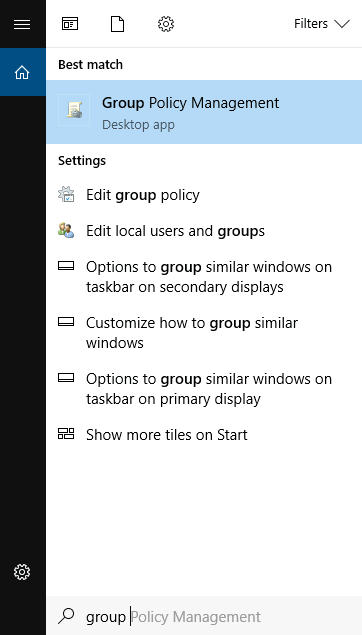 Filters
Best match
Group Policy Management
Desktop app
Settings
Edit group policy
Edit local users and groups
Options to group similar windows on
taskbar on secondary displays
Customize how to group similar
windows
Options to group similar windows on
taskbar on primary display
Show more tiles on Start
group Policy Management